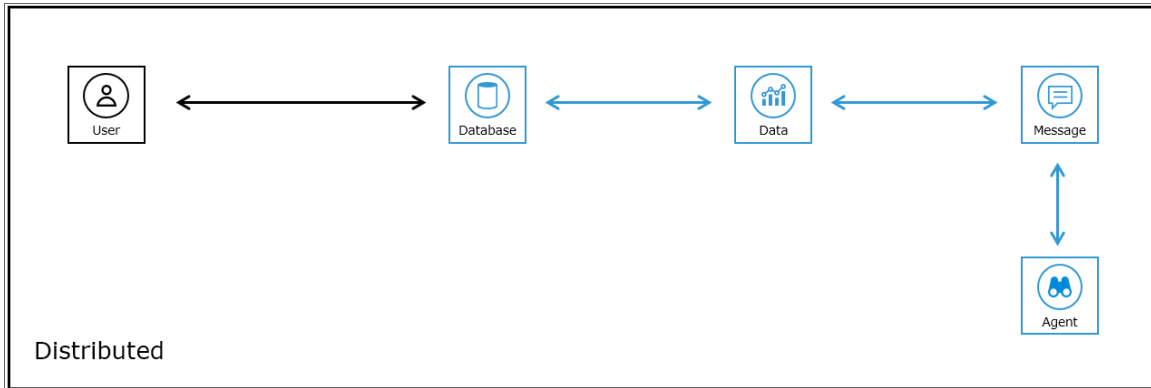 User
Database
Data
Message
Agent
Distributed